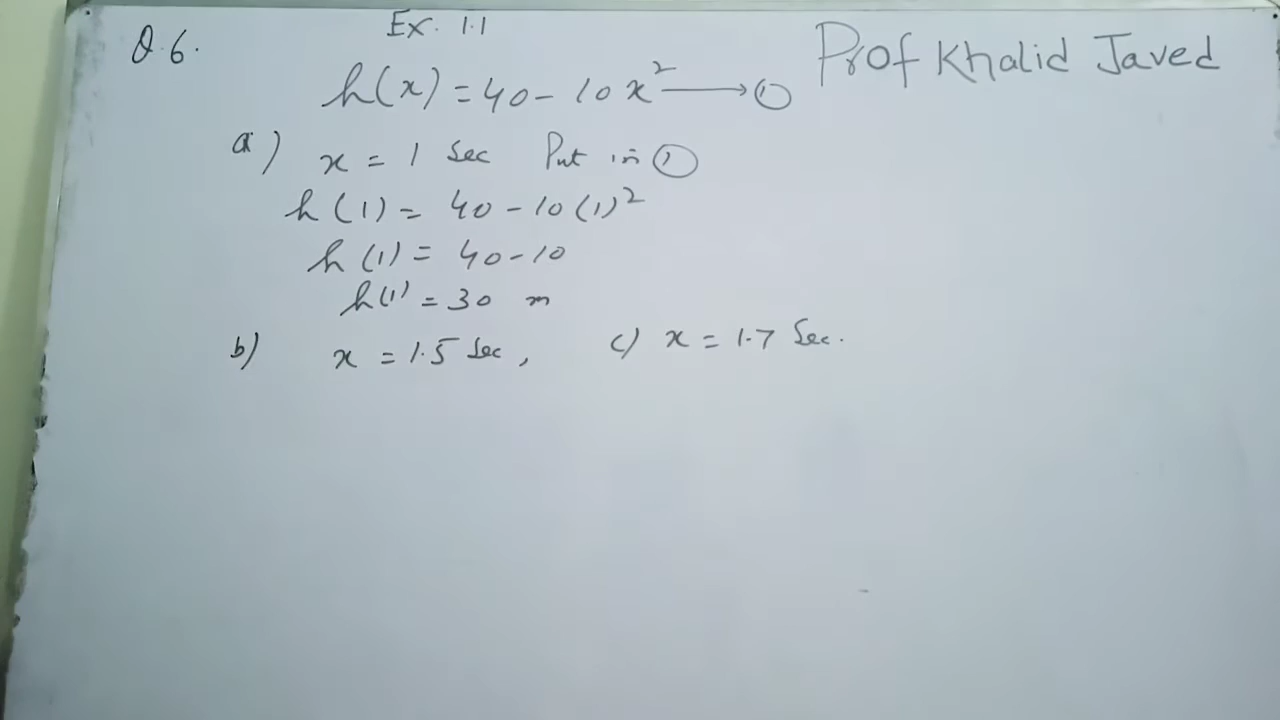 Ex. 1.1
Q.6.
Prof Khalid Javed
h(x) = 40 - 10x² → ①
a) x = 1 Sec Put in ①
h(1) = 40 - 10(1)²
h(1) = 40 - 10
h(1) = 30 m
b) x = 1.5 Sec, c) x = 1.7 Sec.